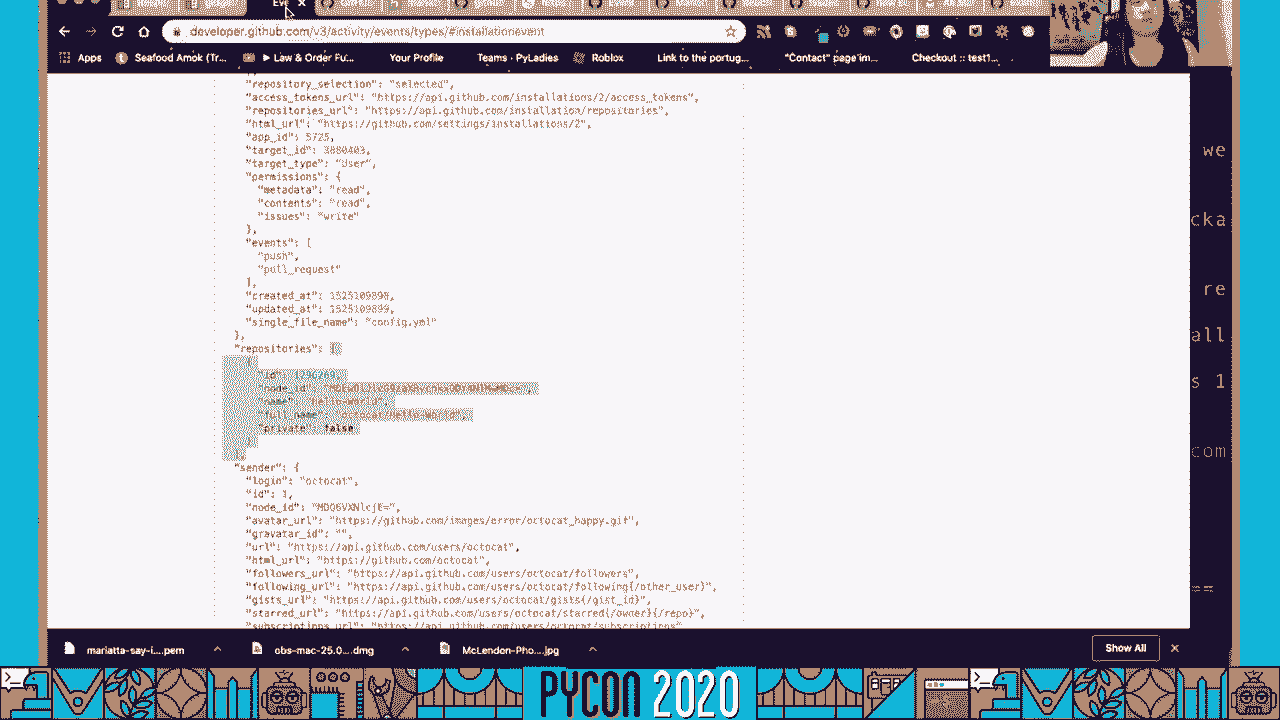 developer.github.com/v3/activity/events/types/#installationevent
Apps Seafood Amok (Tr... ► Law & Order Fu... Your Profile Teams · PyLadies Roblox Link to the portug... "Contact" page im... Checkout :: test1...
"repository_selection": "selected",
"access_tokens_url": "https://api.github.com/installations/2/access_tokens",
"repositories_url": "https://api.github.com/installation/repositories",
"html_url": "https://github.com/settings/installations/2",
"app_id": 5725,
"target_id": 3880403,
"target_type": "User",
"permissions": {
"metadata": "read",
"contents": "read",
"issues": "write"
},
"events": [
"push",
"pull_request"
],
"created_at": 1525109898,
"updated_at": 1525109899,
"single_file_name": "config.yml"
},
"repositories": [
{
"id":
"node_id"
"name"
"full_name"
"private" false
"sender": {
"login": "octocat",
"id": 1,
"node_id": "MDQ6VXNlcjE=",
"avatar_url": "https://github.com/images/error/octocat_happy.gif",
"gravatar_id": "",
"url": "https://api.github.com/users/octocat",
"html_url": "https://github.com/octocat",
"followers_url": "https://api.github.com/users/octocat/followers",
"following_url": "https://api.github.com/users/octocat/following{/other_user}",
"gists_url": "https://api.github.com/users/octocat/gists{/gist_id}",
"starred_url": "https://api.github.com/users/octocat/starred{/owner}{/repo}",
"subscriptions_url": "https://api.github.com/users/octocat/subscriptions"
we
cka
re
all
s 1
com
==
mariatta-say-i....pem obs-mac-25.0....dmg McLendon-Pho....jpg Show All
PYCON 2020